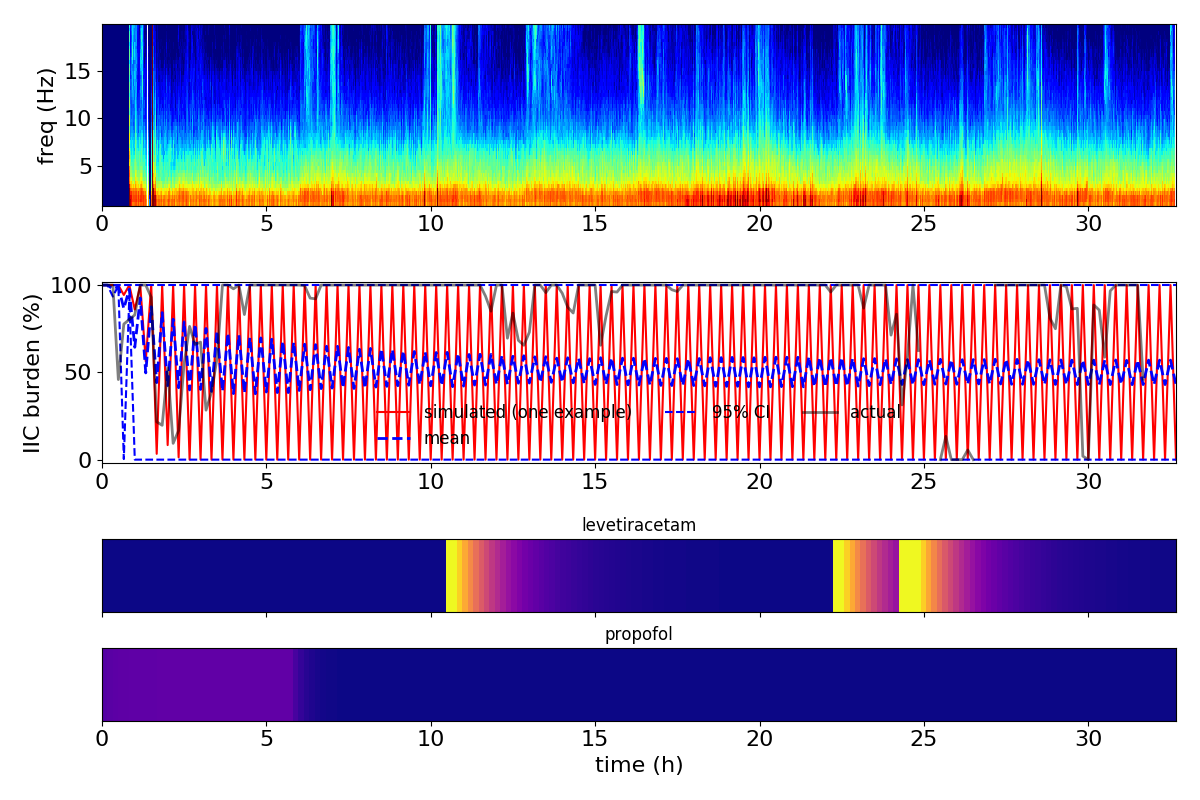 15
10
5
freq (Hz)
0 5 10 15 20 25 30
100
50
0
IIC burden (%)
simulated (one example) 95% CI actual
mean
0 5 10 15 20 25 30
levetiracetam
propofol
0 5 10 15 20 25 30
time (h)